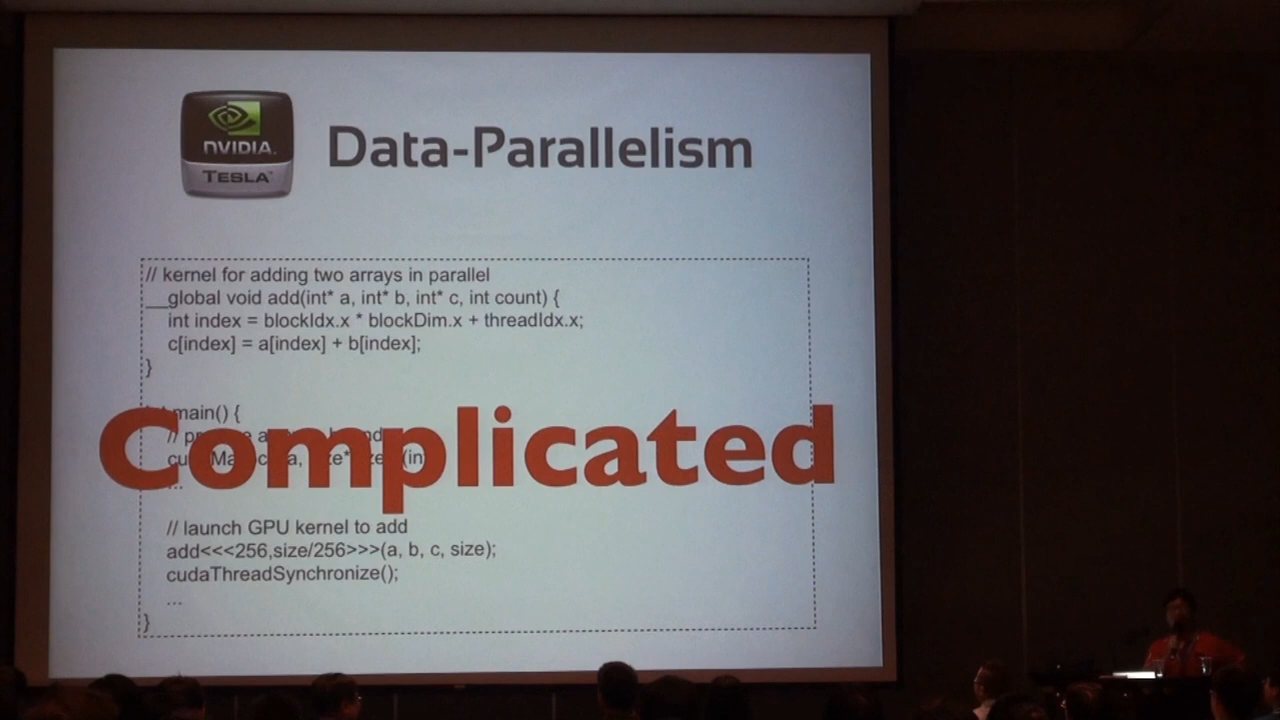 NVIDIA.
TESLA™
Data-Parallelism
// kernel for adding two arrays in parallel
__global void add(int* a, int* b, int* c, int count) {
int index = blockIdx.x * blockDim.x + threadIdx.x;
c[index] = a[index] + b[index];
}
main() {
//
Complicated
...
// launch GPU kernel to add
add<<<256,size/256>>>(a, b, c, size);
cudaThreadSynchronize();
...
}